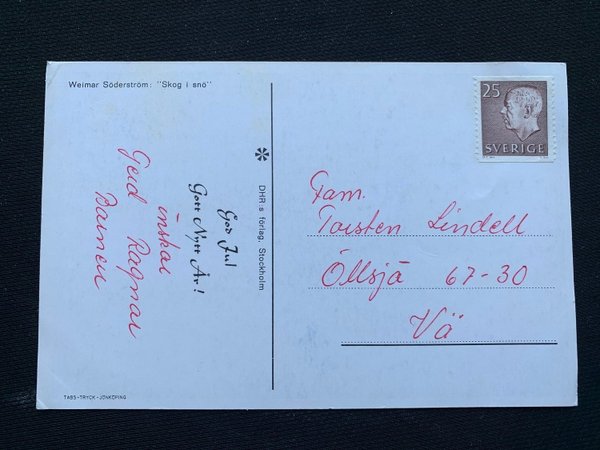 Weimar Söderström: "Skog i snö"
God Jul
Gott Nytt År!
önskar
Gerd Ragnar
Barnen
DHR:s förlag, Stockholm
TABS-TRYCK-JÖNKÖPING
25
SVERIGE
Fam.
Torsten Lindell
Öllsjö 67-30
Vä